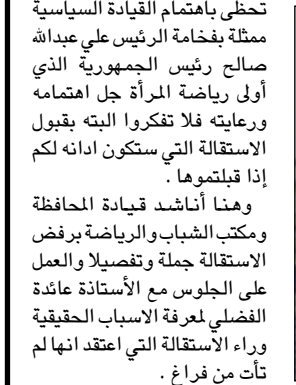 تحظى باهتمام القيادة السياسية
ممثلة بفخامة الرئيس علي عبدالله
صالح رئيس الجمهورية الذي
أولى رياضة المرأة جل اهتمامه
ورعايته فلا تفكروا البته بقبول
الاستقالة التي ستكون ادانه لكم
إذا قبلتموها .
وهنا أناشد قيادة المحافظة
ومكتب الشباب والرياضة برفض
الاستقالة جملة وتفصيلا والعمل
على الجلوس مع الأستاذة عائدة
الفضلي لمعرفة الاسباب الحقيقية
وراء الاستقالة التي اعتقد انها لم
تأت من فراغ .